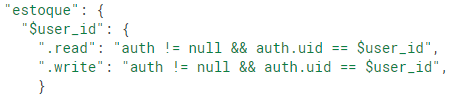 "estoque": {
"$user_id": {
".read": "auth != null && auth.uid == $user_id",
".write": "auth != null && auth.uid == $user_id",
}